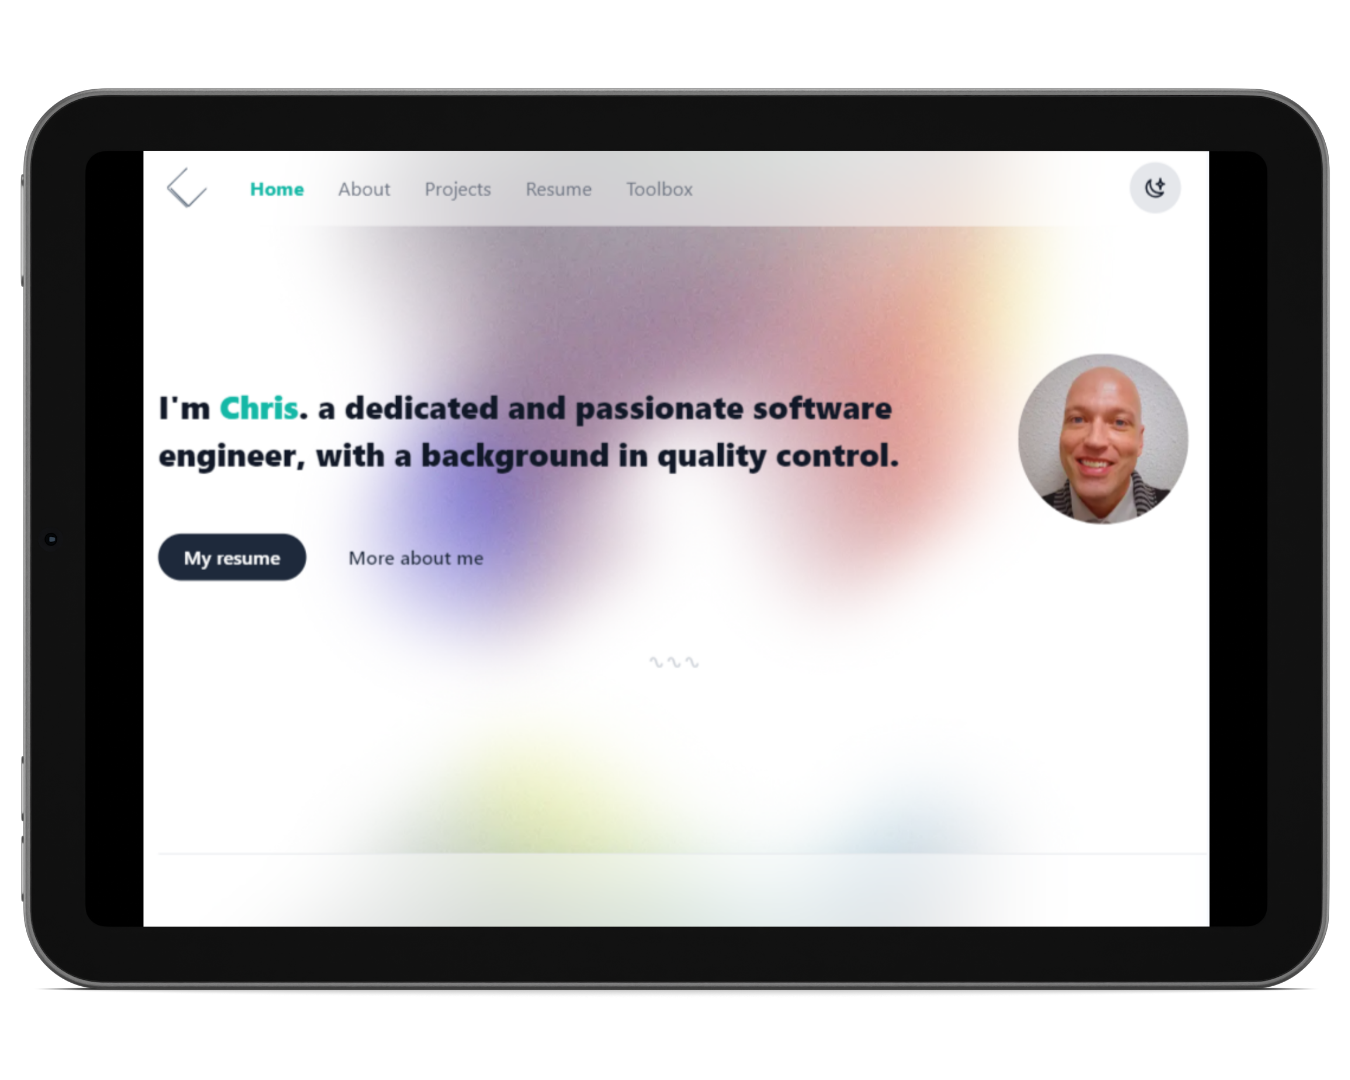 Home About Projects Resume Toolbox
I'm Chris. a dedicated and passionate software
engineer, with a background in quality control.
My resume More about me